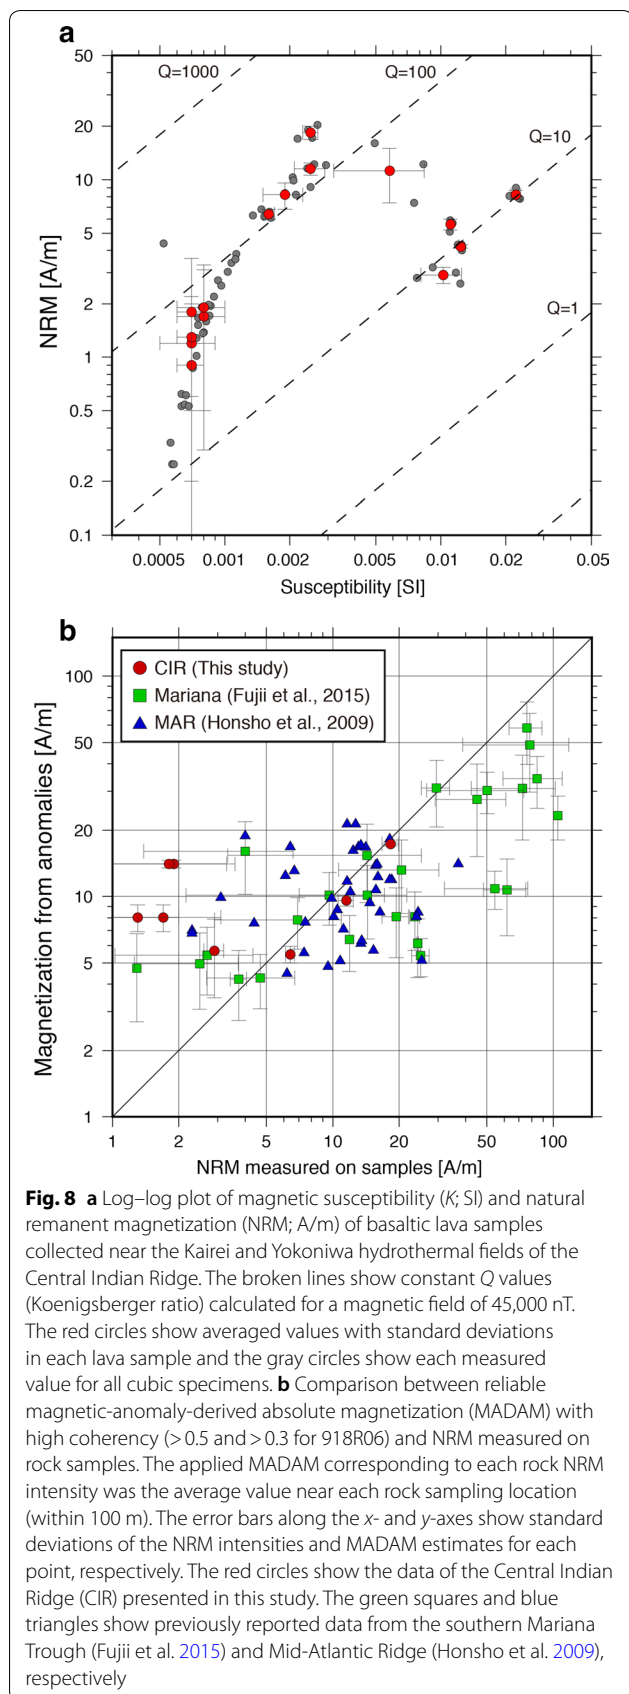 a
50
20
10
5
2
1
0.5
0.2
0.1
NRM [A/m]
Q=1000
Q=100
Q=10
Q=1
0.0005 0.001 0.002 0.005 0.01 0.02 0.05
Susceptibility [SI]
b
CIR (This study)
Mariana (Fujii et al., 2015)
MAR (Honsho et al., 2009)
100
50
20
10
5
2
1
Magnetization from anomalies [A/m]
1 2 5 10 20 50 100
NRM measured on samples [A/m]
Fig. 8 a Log–log plot of magnetic susceptibility (K; SI) and natural
remanent magnetization (NRM; A/m) of basaltic lava samples
collected near the Kairei and Yokoniwa hydrothermal fields of the
Central Indian Ridge. The broken lines show constant Q values
(Koenigsberger ratio) calculated for a magnetic field of 45,000 nT.
The red circles show averaged values with standard deviations
in each lava sample and the gray circles show each measured
value for all cubic specimens. b Comparison between reliable
magnetic-anomaly-derived absolute magnetization (MADAM) with
high coherency (> 0.5 and > 0.3 for 918R06) and NRM measured on
rock samples. The applied MADAM corresponding to each rock NRM
intensity was the average value near each rock sampling location
(within 100 m). The error bars along the x- and y-axes show standard
deviations of the NRM intensities and MADAM estimates for each
point, respectively. The red circles show the data of the Central Indian
Ridge (CIR) presented in this study. The green squares and blue
triangles show previously reported data from the southern Mariana
Trough (Fujii et al. 2015) and Mid-Atlantic Ridge (Honsho et al. 2009),
respectively